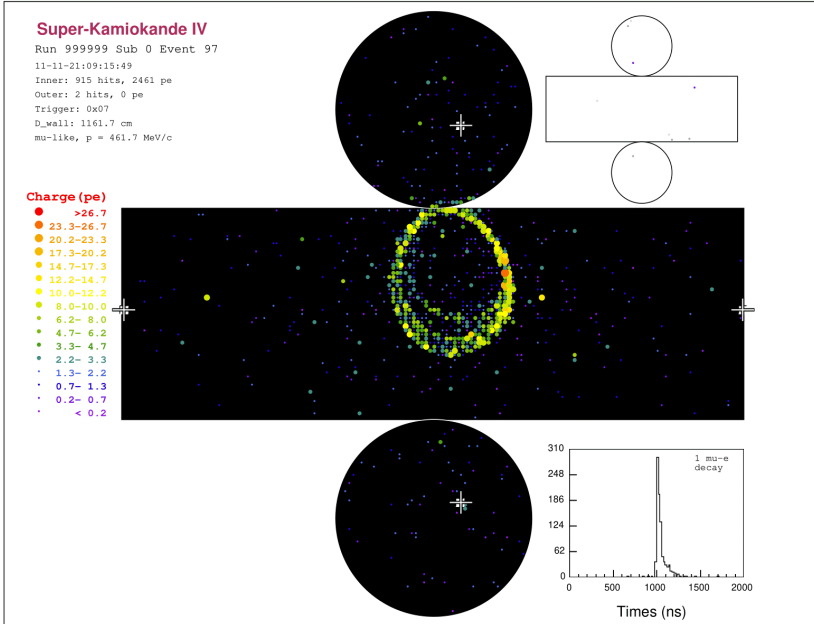 Super-Kamiokande IV
Run 999999 Sub 0 Event 97
11-11-21:09:15:49
Inner: 915 hits, 2461 pe
Outer: 2 hits, 0 pe
Trigger: 0x07
D_wall: 1161.7 cm
mu-like, p = 461.7 MeV/c
Charge(pe)
>26.7
23.3-26.7
20.2-23.3
17.3-20.2
14.7-17.3
12.2-14.7
10.0-12.2
8.0-10.0
6.2- 8.0
4.7- 6.2
3.3- 4.7
2.2- 3.3
1.3- 2.2
0.7- 1.3
0.2- 0.7
< 0.2
310
248
186
124
62
0
1 mu-e
decay
0 500 1000 1500 2000
Times (ns)